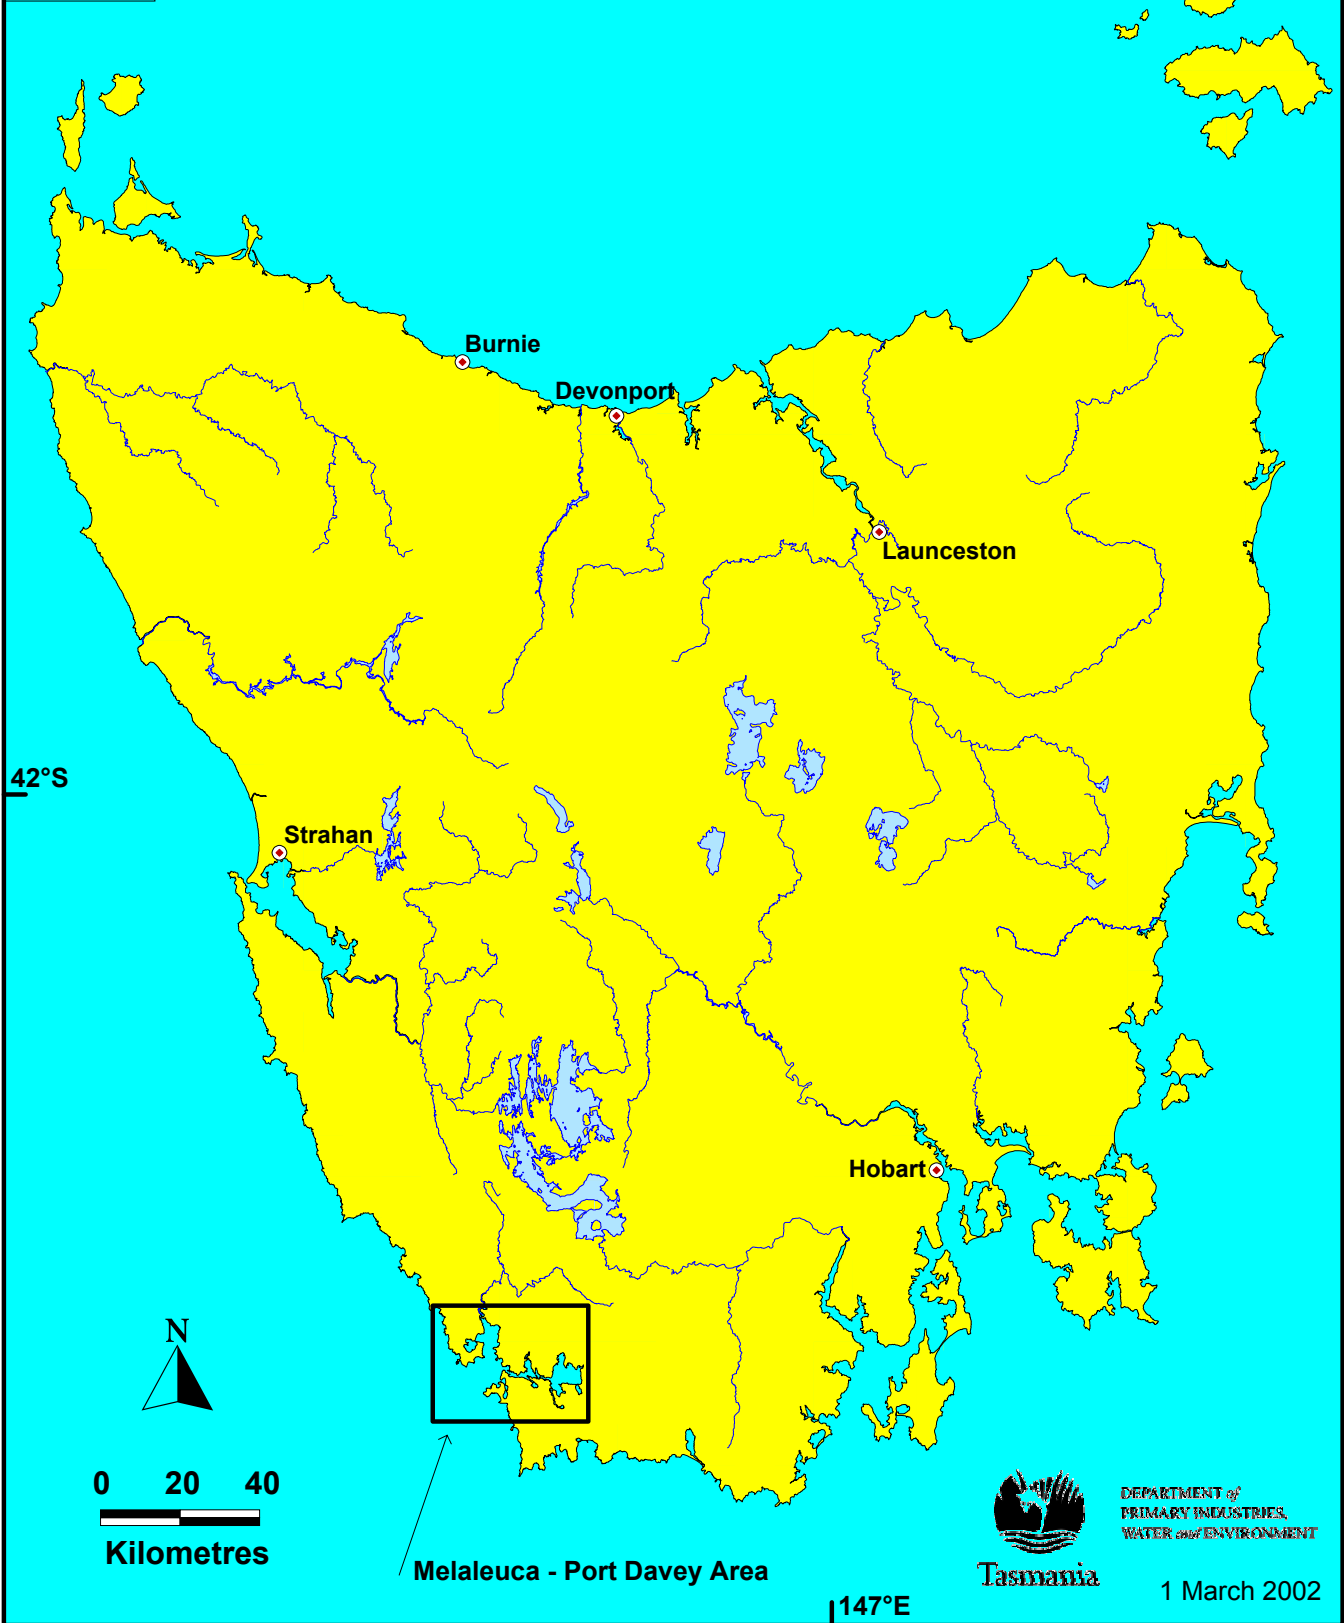 Burnie
Devonport
Launceston
42°S
Strahan
Hobart
N
0 20 40
Kilometres
Melaleuca - Port Davey Area
Tasmania
DEPARTMENT of
PRIMARY INDUSTRIES,
WATER and ENVIRONMENT
1 March 2002
147°E